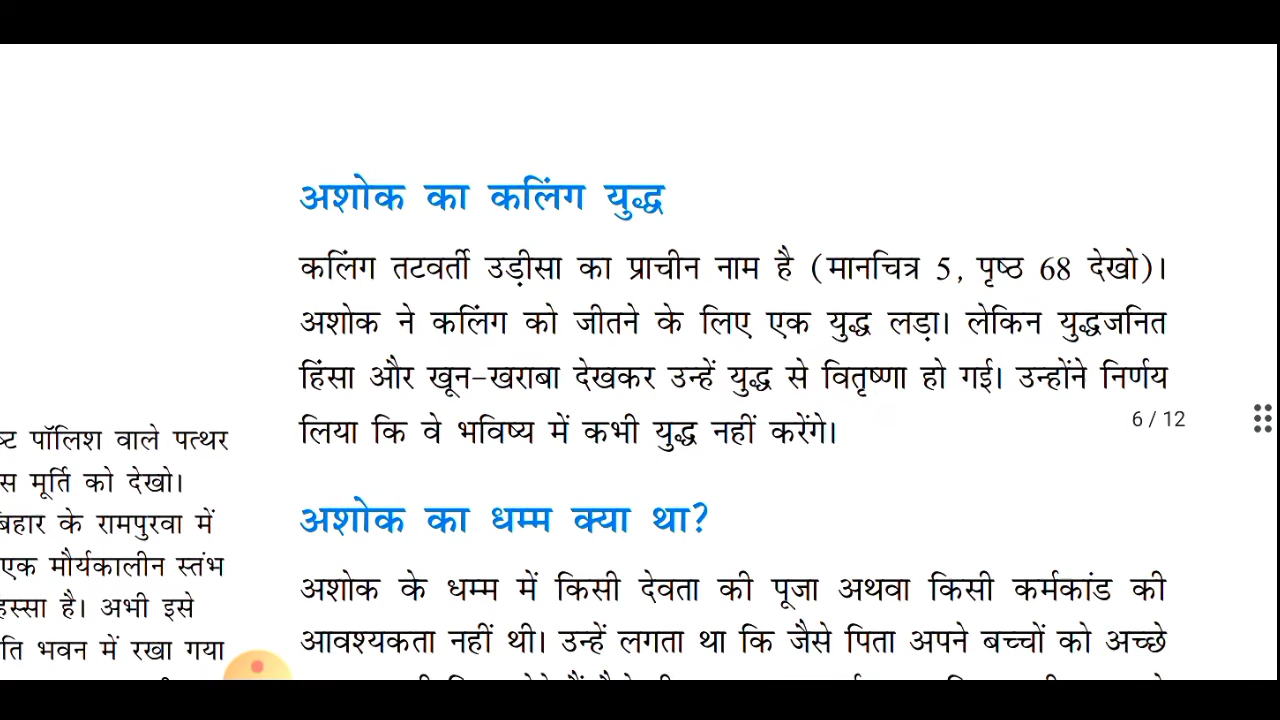 अशोक का कलिंग युद्ध
कलिंग तटवर्ती उड़ीसा का प्राचीन नाम है (मानचित्र 5, पृष्ठ 68 देखो)।
अशोक ने कलिंग को जीतने के लिए एक युद्ध लड़ा। लेकिन युद्धजनित
हिंसा और खून-खराबा देखकर उन्हें युद्ध से वितृष्णा हो गई। उन्होंने निर्णय
लिया कि वे भविष्य में कभी युद्ध नहीं करेंगे।
6 / 12
पॉलिश वाले पत्थर
मूर्ति को देखो।
के रामपुरवा में
एक मौर्यकालीन स्तंभ
है। अभी इसे
भवन में रखा गया
अशोक का धम्म क्या था?
अशोक के धम्म में किसी देवता की पूजा अथवा किसी कर्मकांड की
आवश्यकता नहीं थी। उन्हें लगता था कि जैसे पिता अपने बच्चों को अच्छे